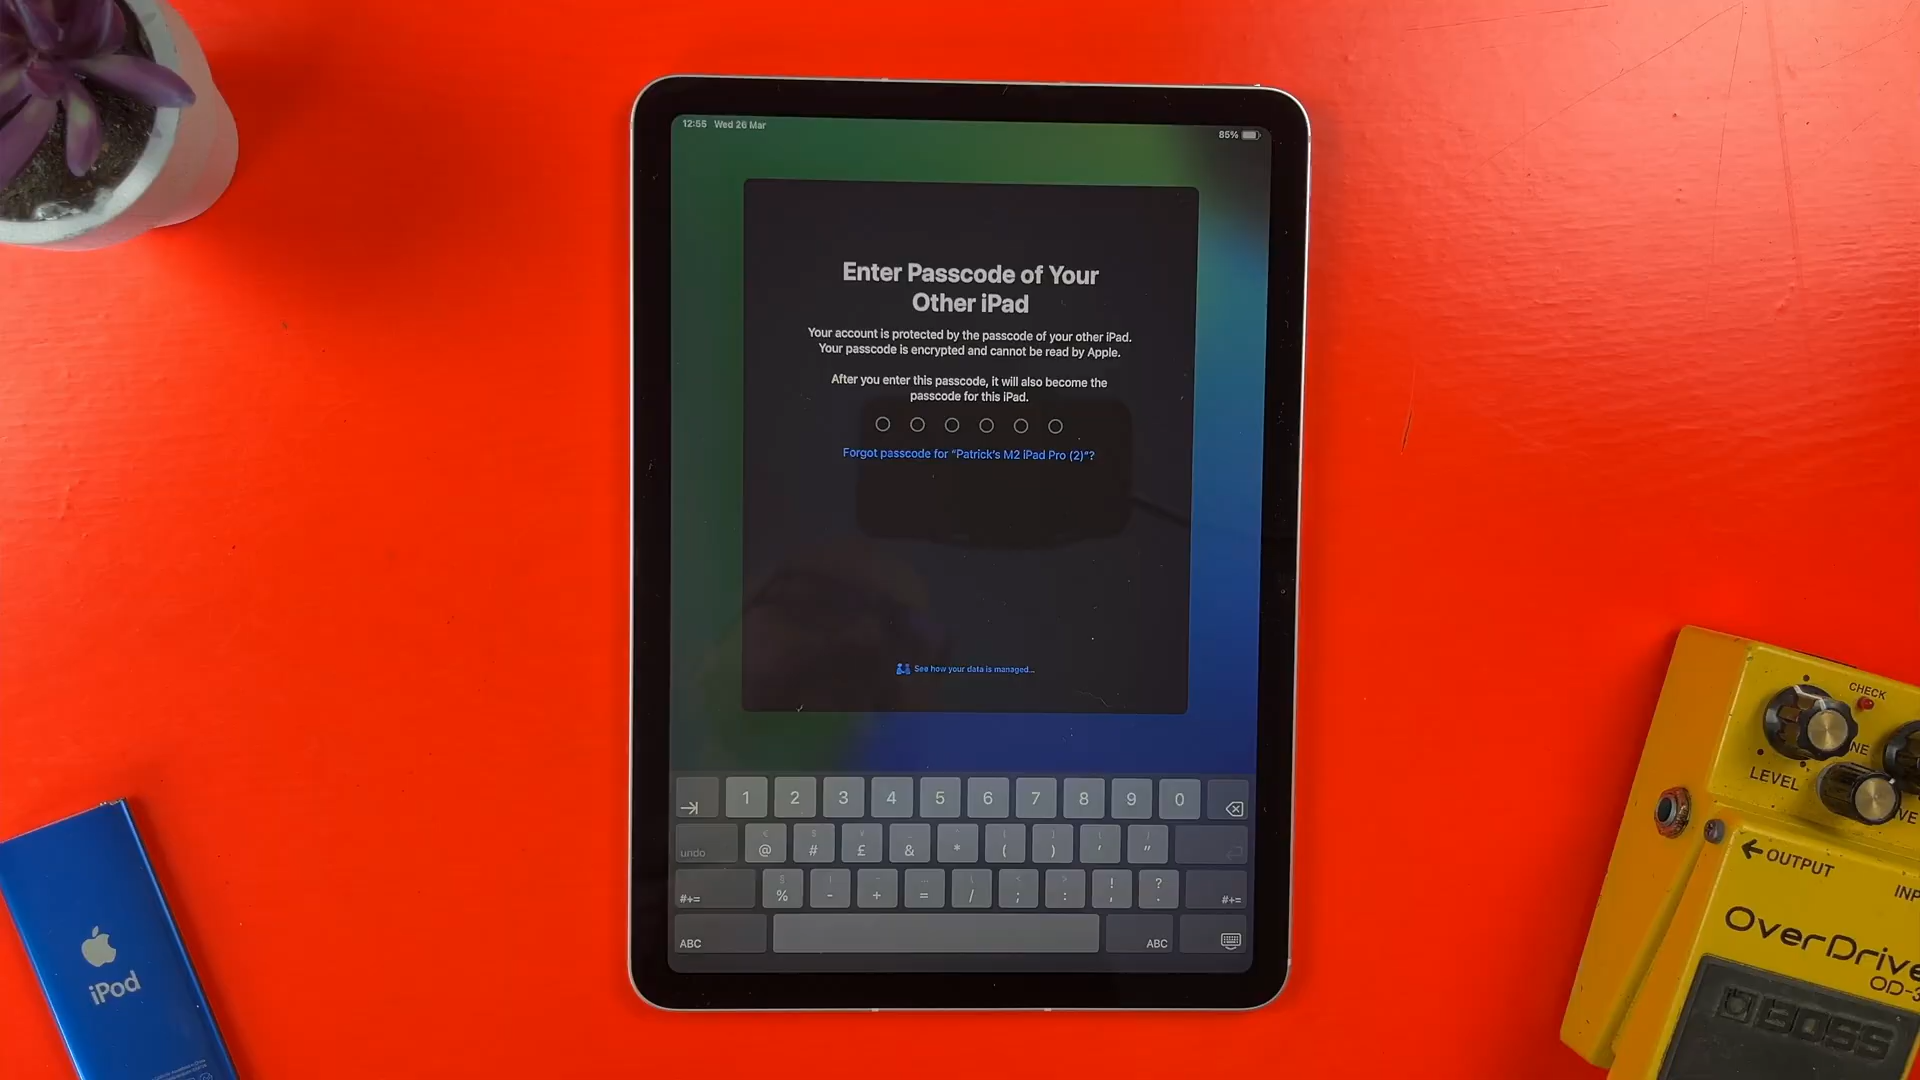 12:55 Wed 26 Mar
85%
Enter Passcode of Your
Other iPad
Your account is protected by the passcode of your other iPad.
Your passcode is encrypted and cannot be read by Apple.
After you enter this passcode, it will also become the
passcode for this iPad.
Forgot passcode for “Patrick’s M2 iPad Pro (2)”?
See how your data is managed...
1 2 3 4 5 6 7 8 9 0
undo @ # £ & * ( ) ' "
#+= % - + = / ; : , . #+=
! ?
ABC ABC
iPod
CHECK
LEVEL
OUTPUT
OverDrive
OD-3
BOSS